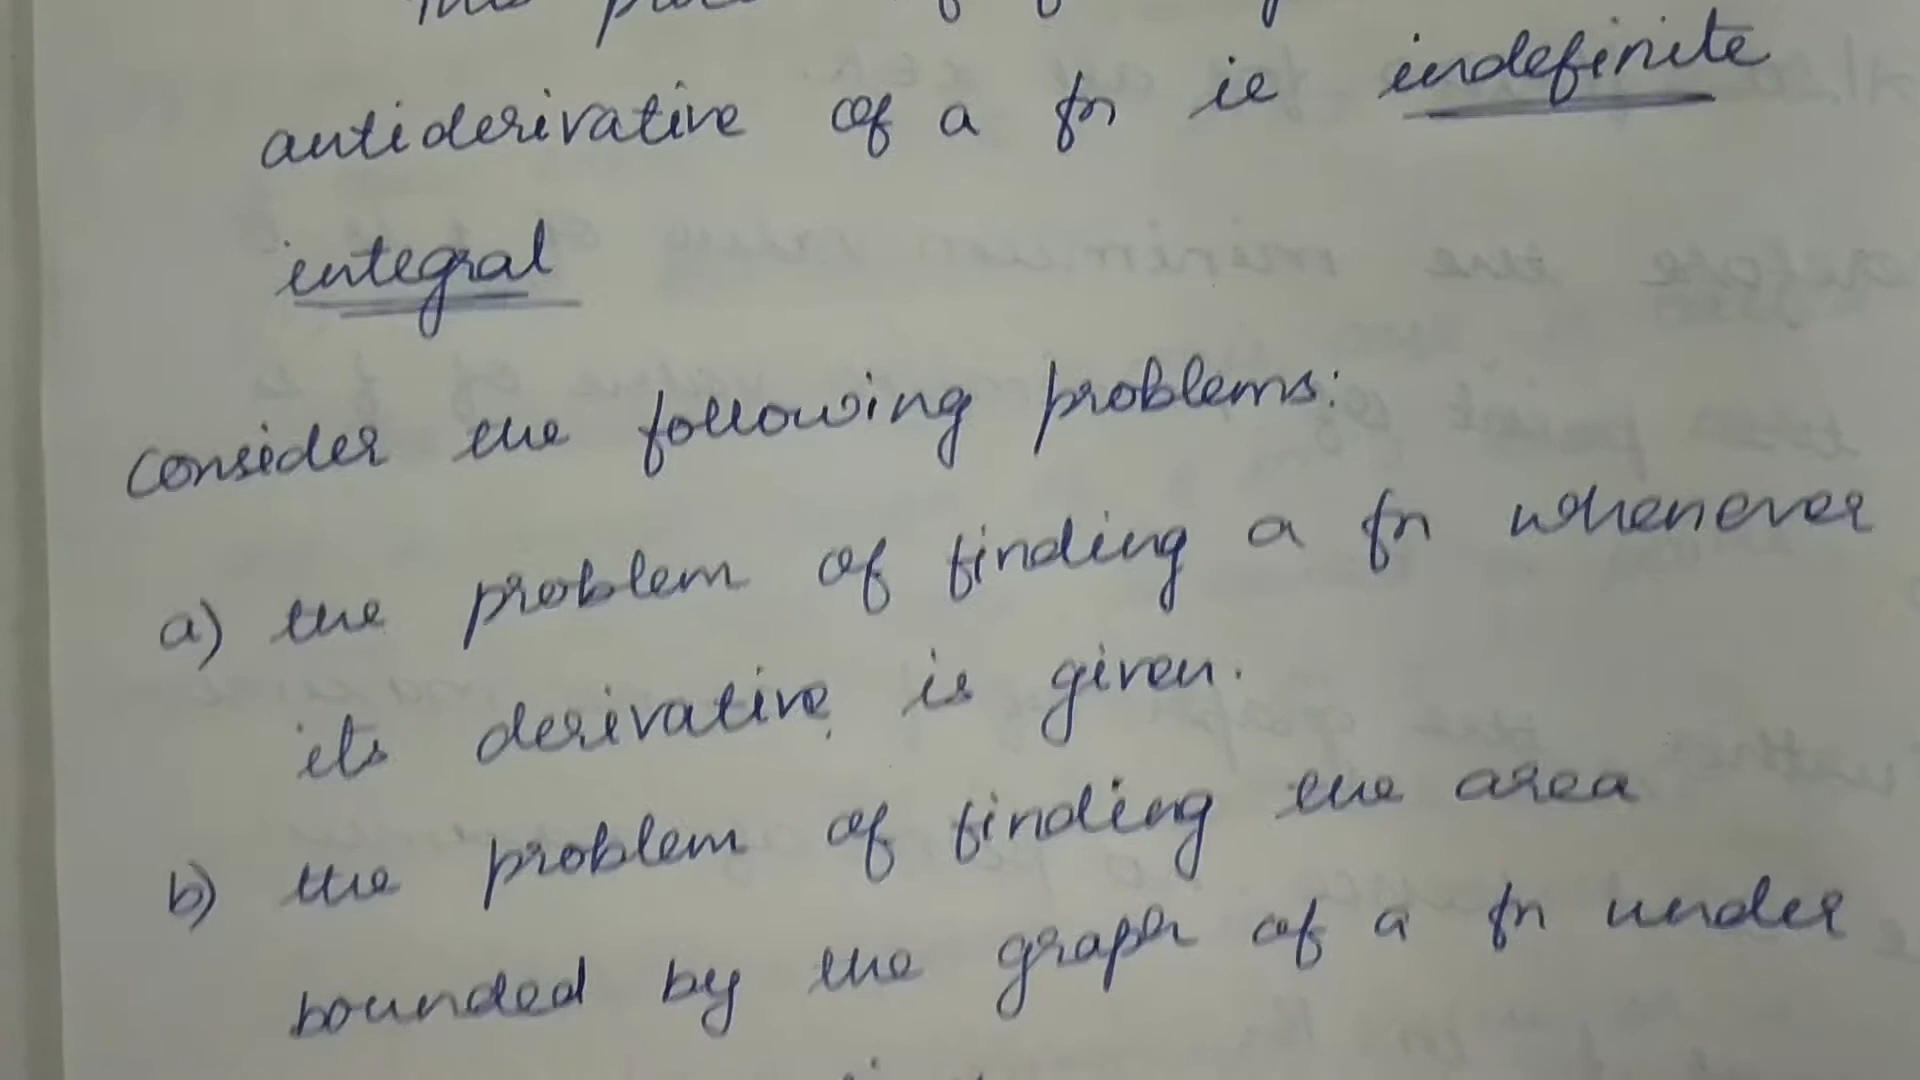 antiderivative of a fn ie indefinite
integral
consider the following problems:
a) the problem of finding a fn whenever
its derivative is given.
b) the problem of finding the area
bounded by the graph of a fn under